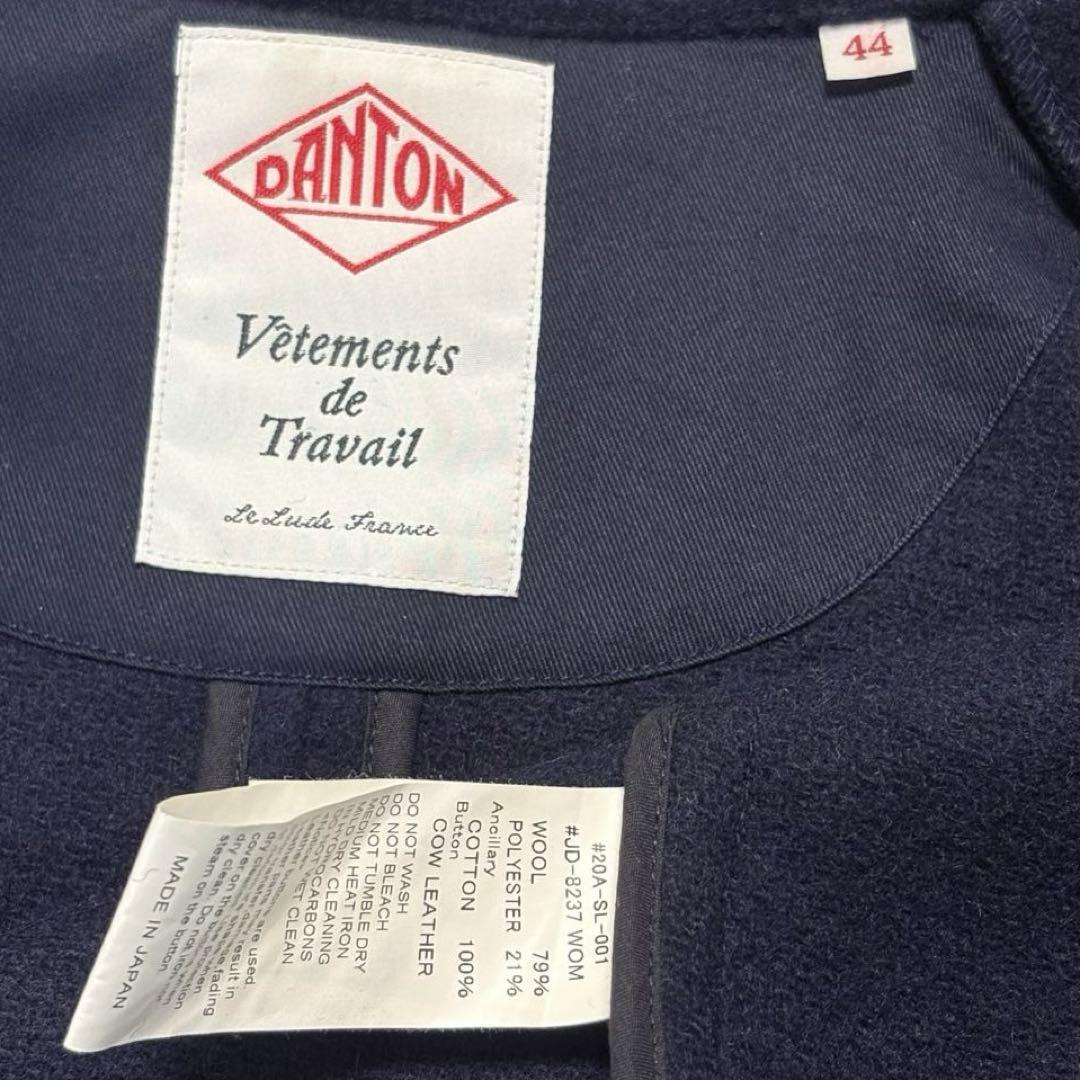 DANTON
Vêtements
de
Travail
Le Lude France
44
#20A-SL-001
#JD-8237 WOM
WOOL 79%
POLYESTER 21%
Ancillary
COTTON 100%
Button
COW LEATHER
DO NOT WASH
DO NOT BLEACH
DO NOT TUMBLE DRY
MEDIUM HEAT IRON
DRY CLEANING
WET CLEAN
MADE IN JAPAN